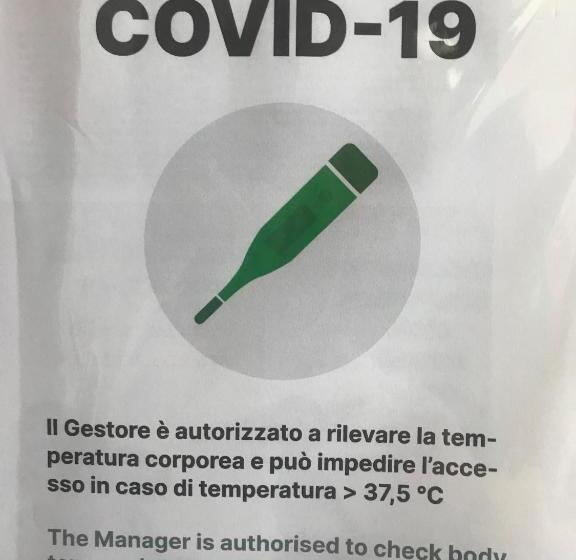 COVID-19
Il Gestore è autorizzato a rilevare la tem-
peratura corporea e può impedire l'acce-
sso in caso di temperatura > 37,5 °C
The Manager is authorised to check body